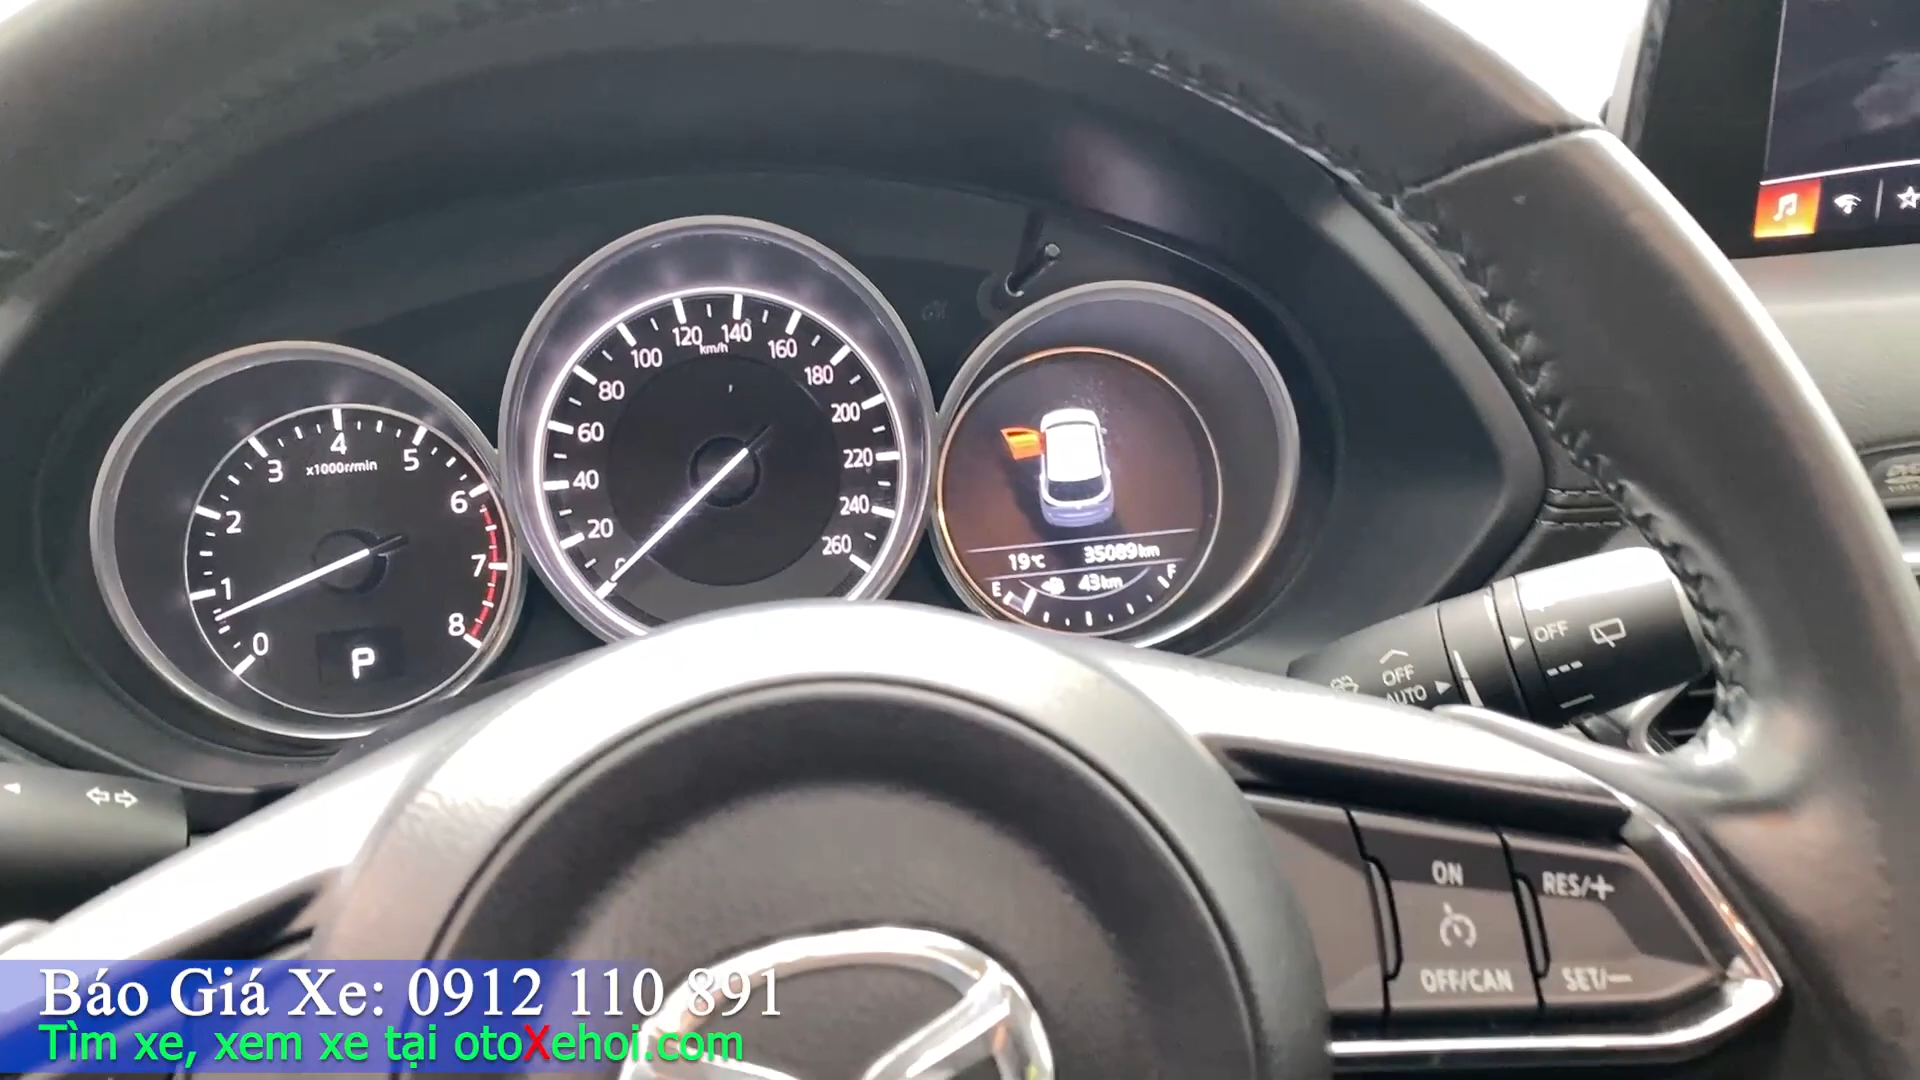 x1000r/min
0
1
2
3
4
5
6
7
8
P
km/h
20
40
60
80
100
120
140
160
180
200
220
240
260
19℃ 35089km
E 43km F
OFF
AUTO
OFF
ON
OFF/CAN
RES/+
SET/−
Báo Giá Xe: 0912 110 891
Tìm xe, xem xe tại otoXehoi.com